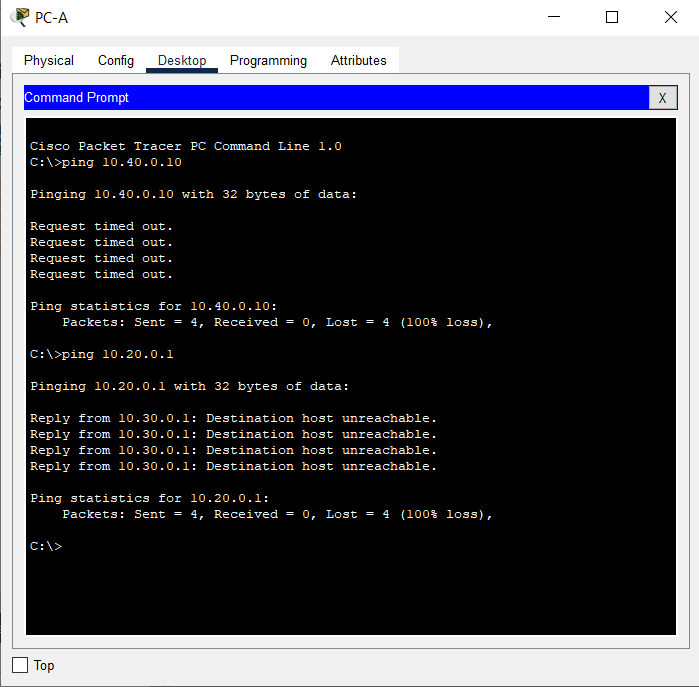 PC-A
Physical Config Desktop Programming Attributes
Command Prompt X
Cisco Packet Tracer PC Command Line 1.0
C:\>ping 10.40.0.10
Pinging 10.40.0.10 with 32 bytes of data:
Request timed out.
Request timed out.
Request timed out.
Request timed out.
Ping statistics for 10.40.0.10:
    Packets: Sent = 4, Received = 0, Lost = 4 (100% loss),
C:\>ping 10.20.0.1
Pinging 10.20.0.1 with 32 bytes of data:
Reply from 10.30.0.1: Destination host unreachable.
Reply from 10.30.0.1: Destination host unreachable.
Reply from 10.30.0.1: Destination host unreachable.
Reply from 10.30.0.1: Destination host unreachable.
Ping statistics for 10.20.0.1:
    Packets: Sent = 4, Received = 0, Lost = 4 (100% loss),
C:\>
Top